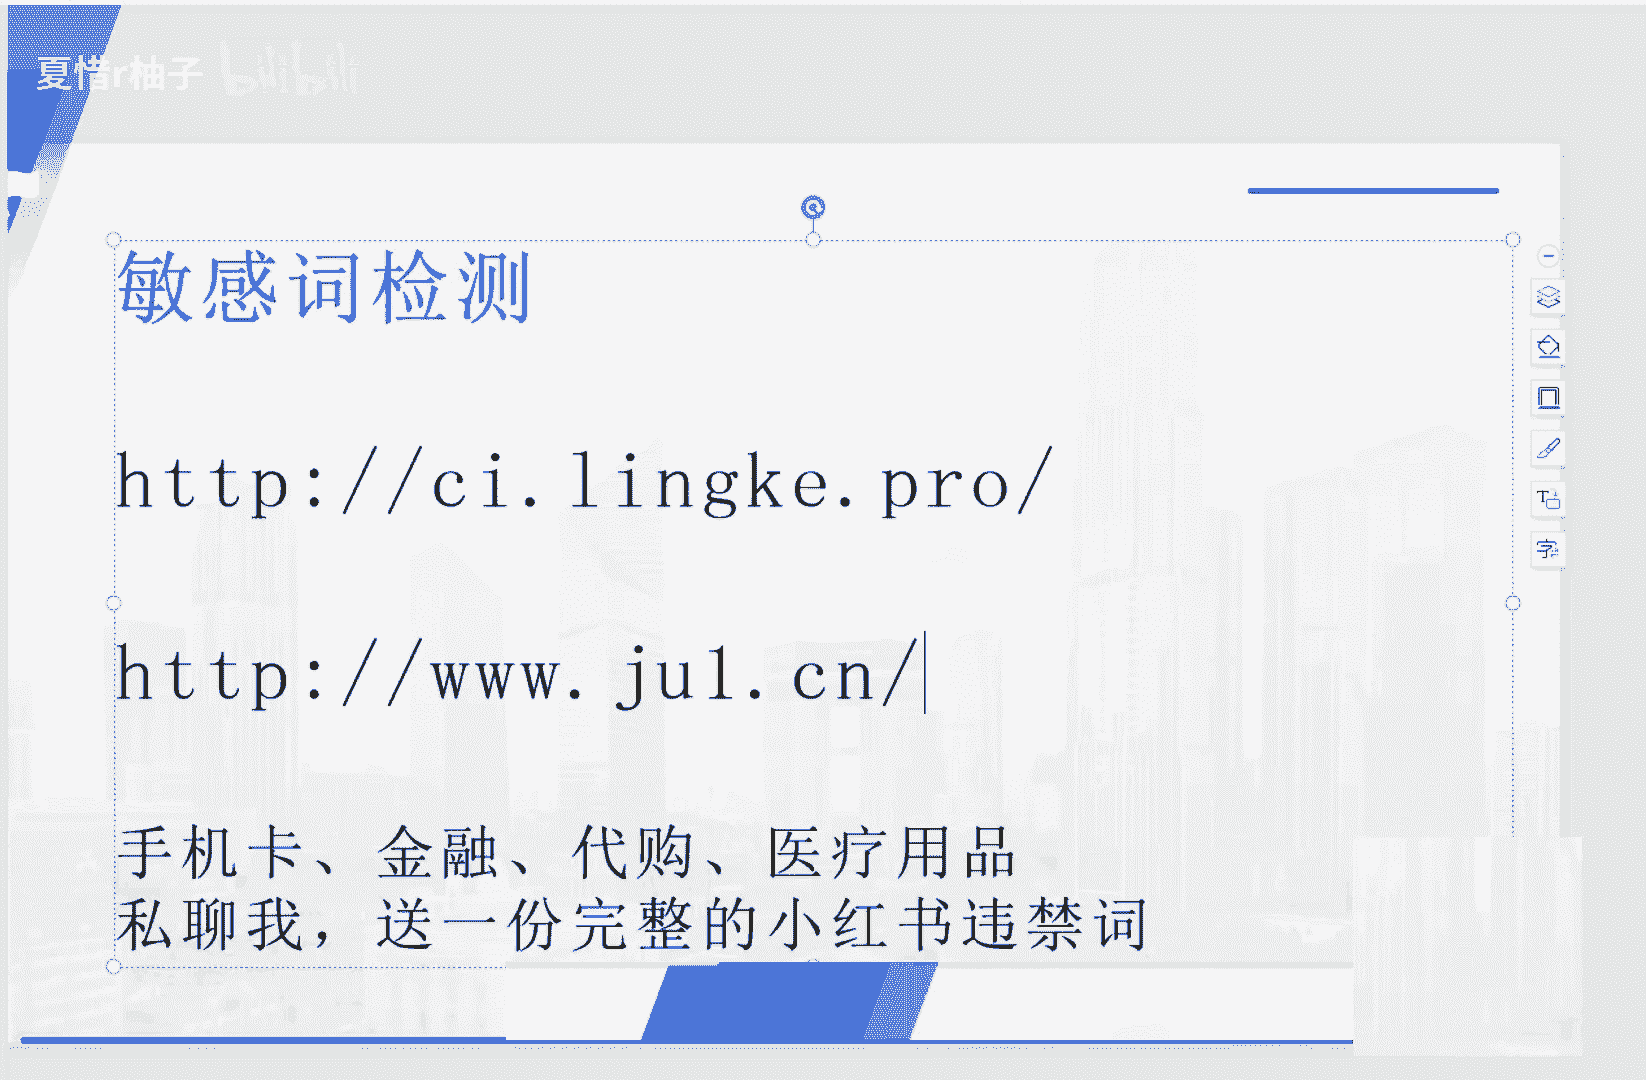 夏惜r柚子 bilibili
敏感词检测
http://ci.lingke.pro/
http://www.ju1.cn/
手机卡、金融、代购、医疗用品
私聊我，送一份完整的小红书违禁词